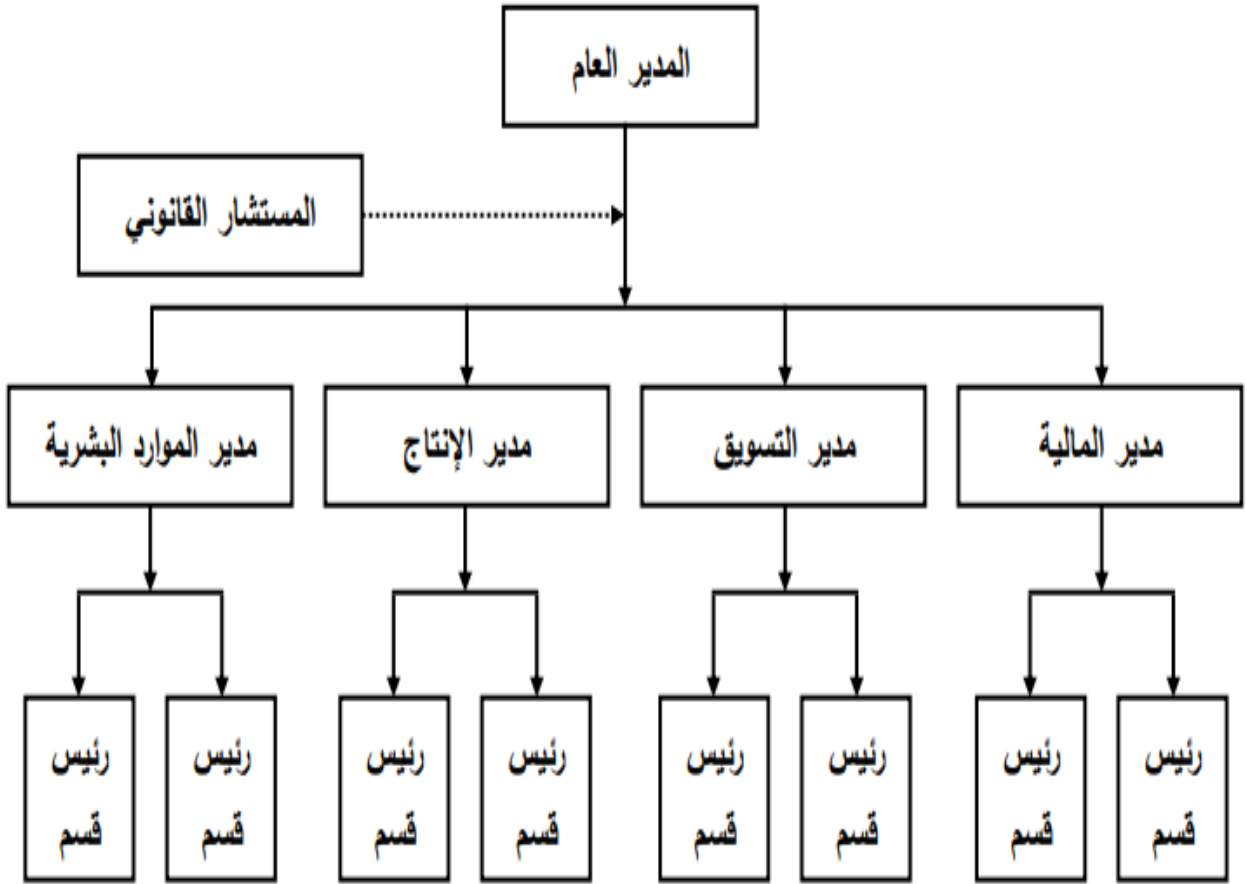 المدير العام
المستشار القانوني
مدير المالية
مدير التسويق
مدير الإنتاج
مدير الموارد البشرية
رئيس
قسم
رئيس
قسم
رئيس
قسم
رئيس
قسم
رئيس
قسم
رئيس
قسم
رئيس
قسم
رئيس
قسم